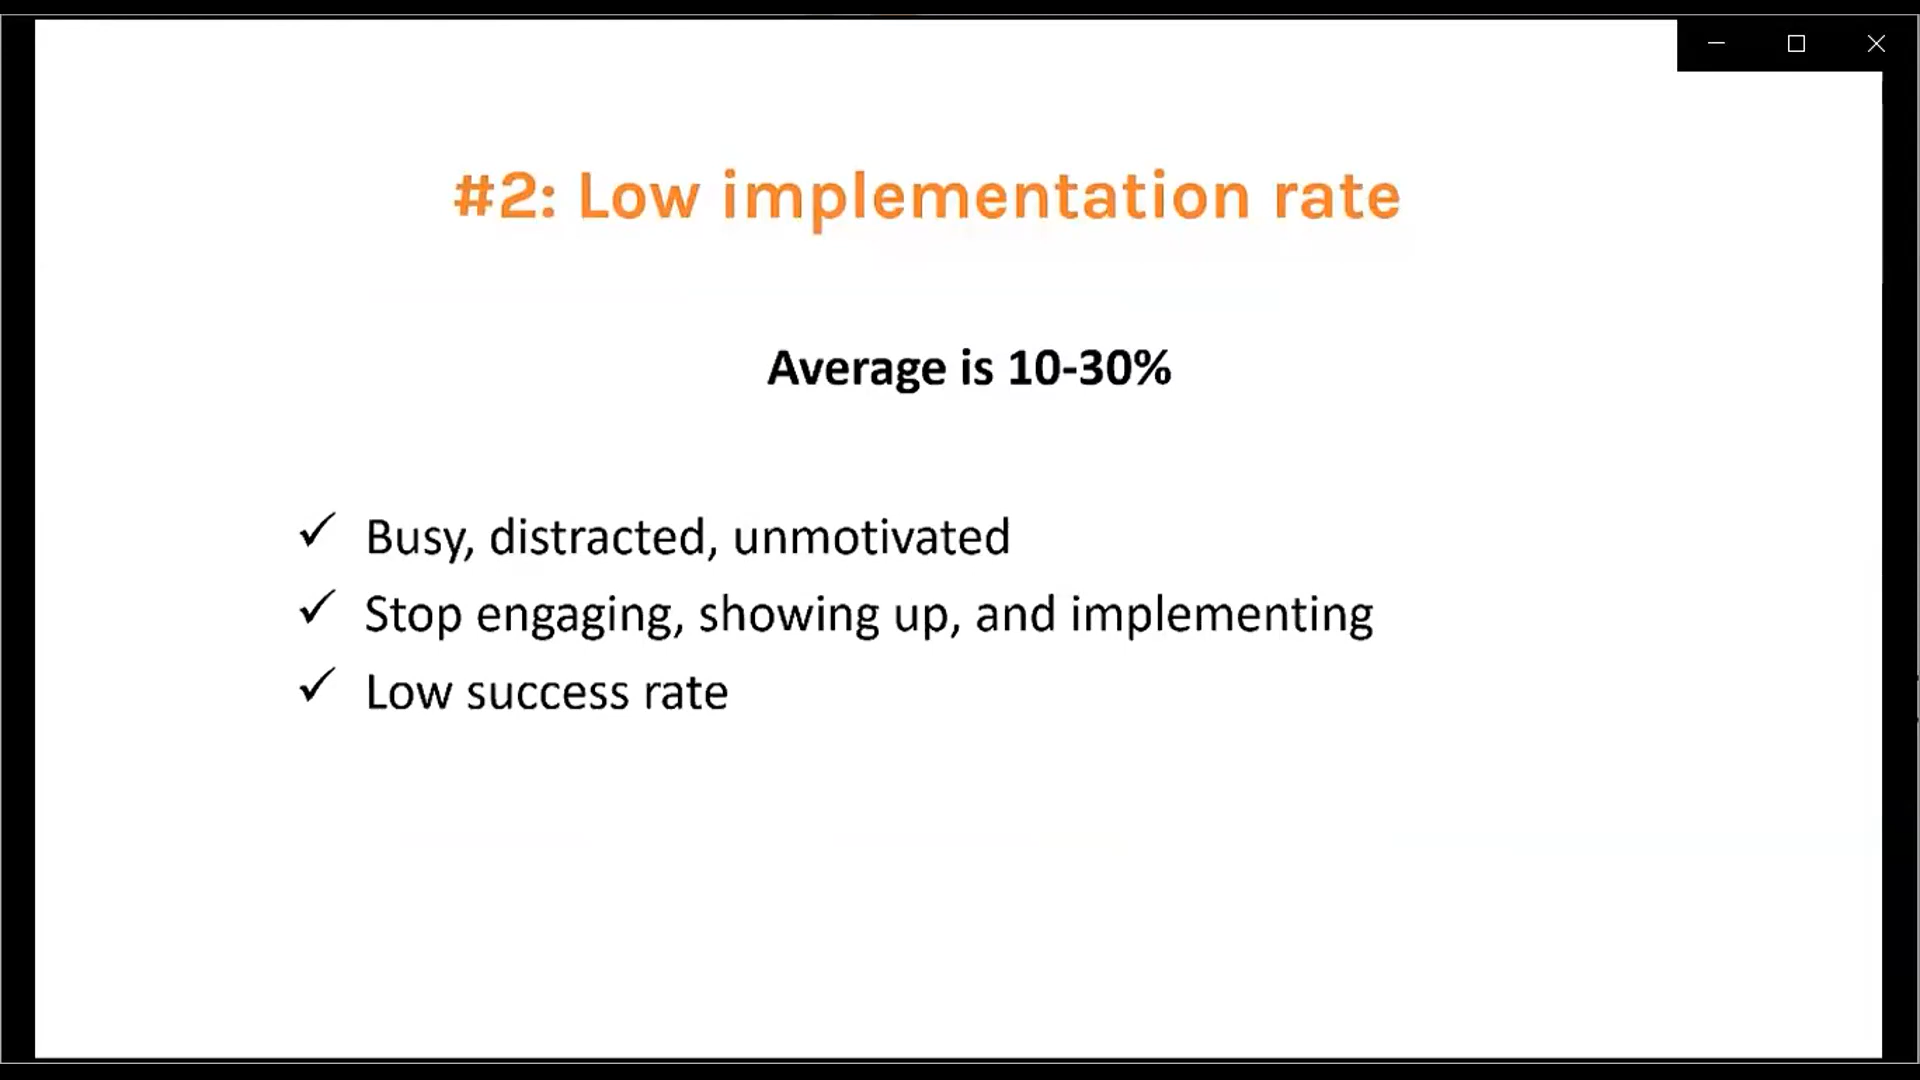 #2: Low implementation rate
Average is 10-30%
✓ Busy, distracted, unmotivated
✓ Stop engaging, showing up, and implementing
✓ Low success rate